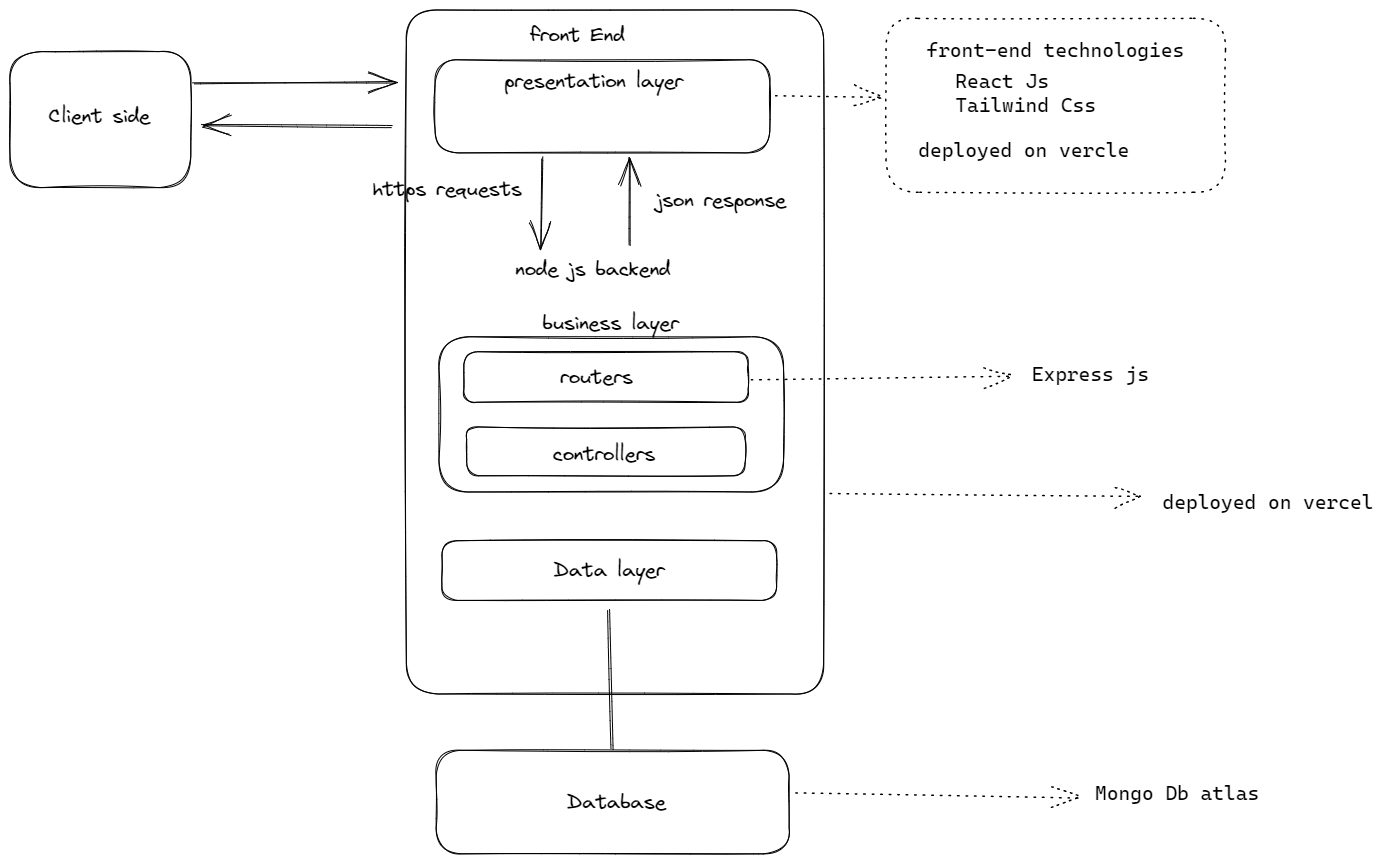 front End
Client side
presentation layer
front-end technologies
React Js
Tailwind Css
deployed on vercle
https requests
json response
node js backend
business layer
routers
Express js
controllers
deployed on vercel
Data layer
Database
Mongo Db atlas